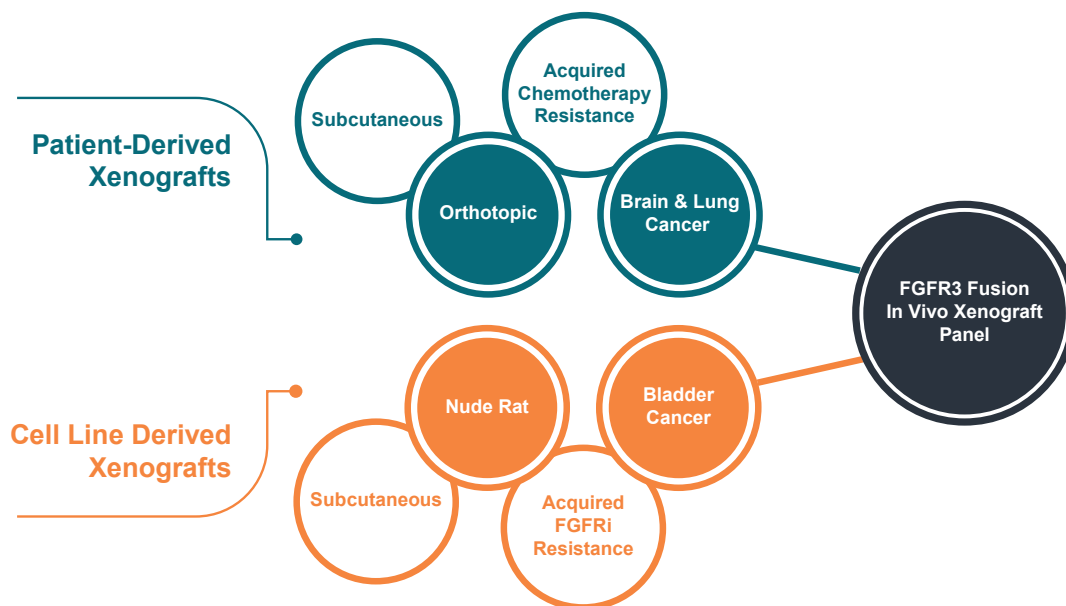 Patient-Derived
Xenografts
Subcutaneous
Acquired
Chemotherapy
Resistance
Orthotopic
Brain & Lung
Cancer
FGFR3 Fusion
In Vivo Xenograft
Panel
Cell Line Derived
Xenografts
Nude Rat
Bladder
Cancer
Subcutaneous
Acquired
FGFRi
Resistance